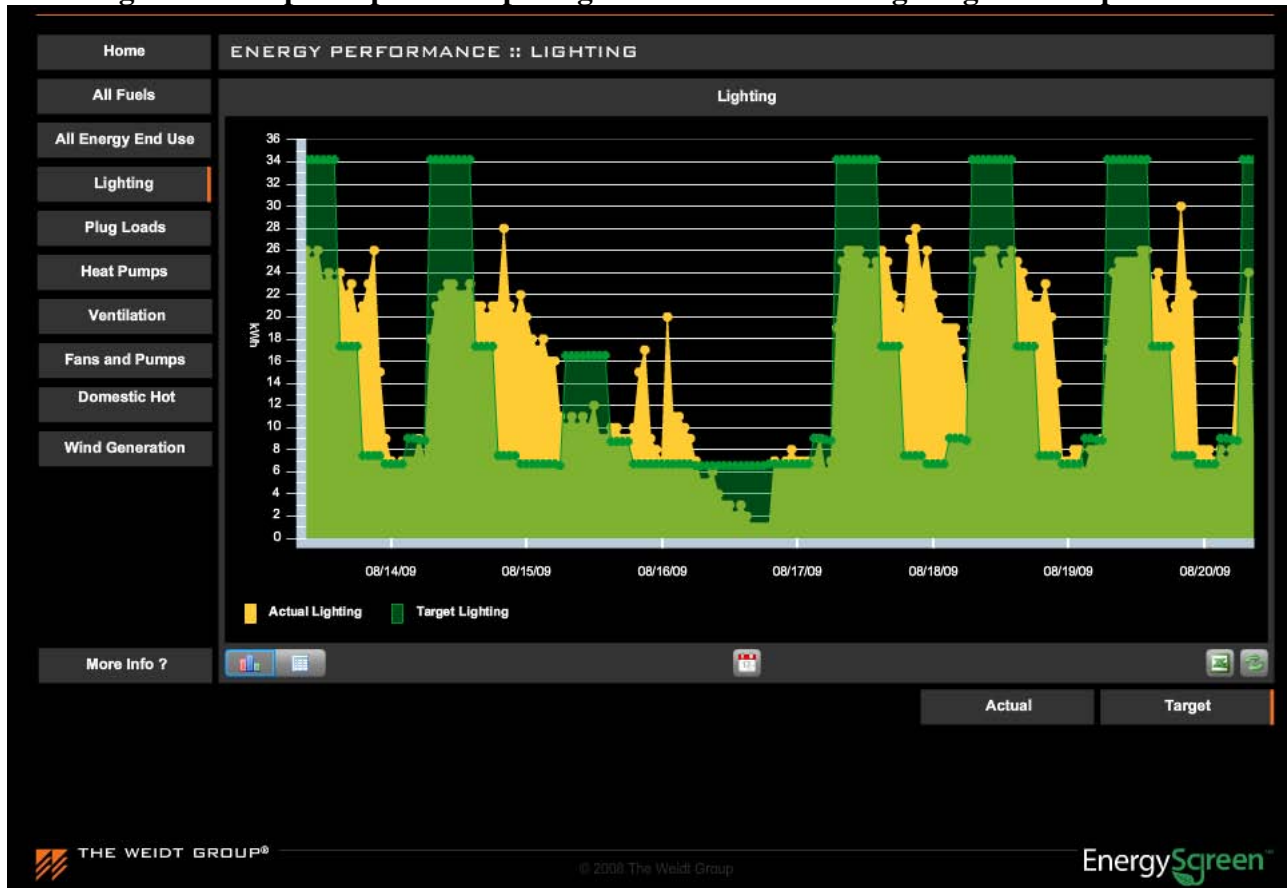 Home
ENERGY PERFORMANCE :: LIGHTING
All Fuels
Lighting
All Energy End Use
Lighting
Plug Loads
Heat Pumps
Ventilation
Fans and Pumps
Domestic Hot
Wind Generation
More Info ?
36
34
32
30
28
26
24
22
20
18
16
14
12
10
8
6
4
2
0
kWh
08/14/09
08/15/09
08/16/09
08/17/09
08/18/09
08/19/09
08/20/09
Actual Lighting
Target Lighting
12
Actual
Target
THE WEIDT GROUP®
© 2008 The Weidt Group
EnergySgreen™